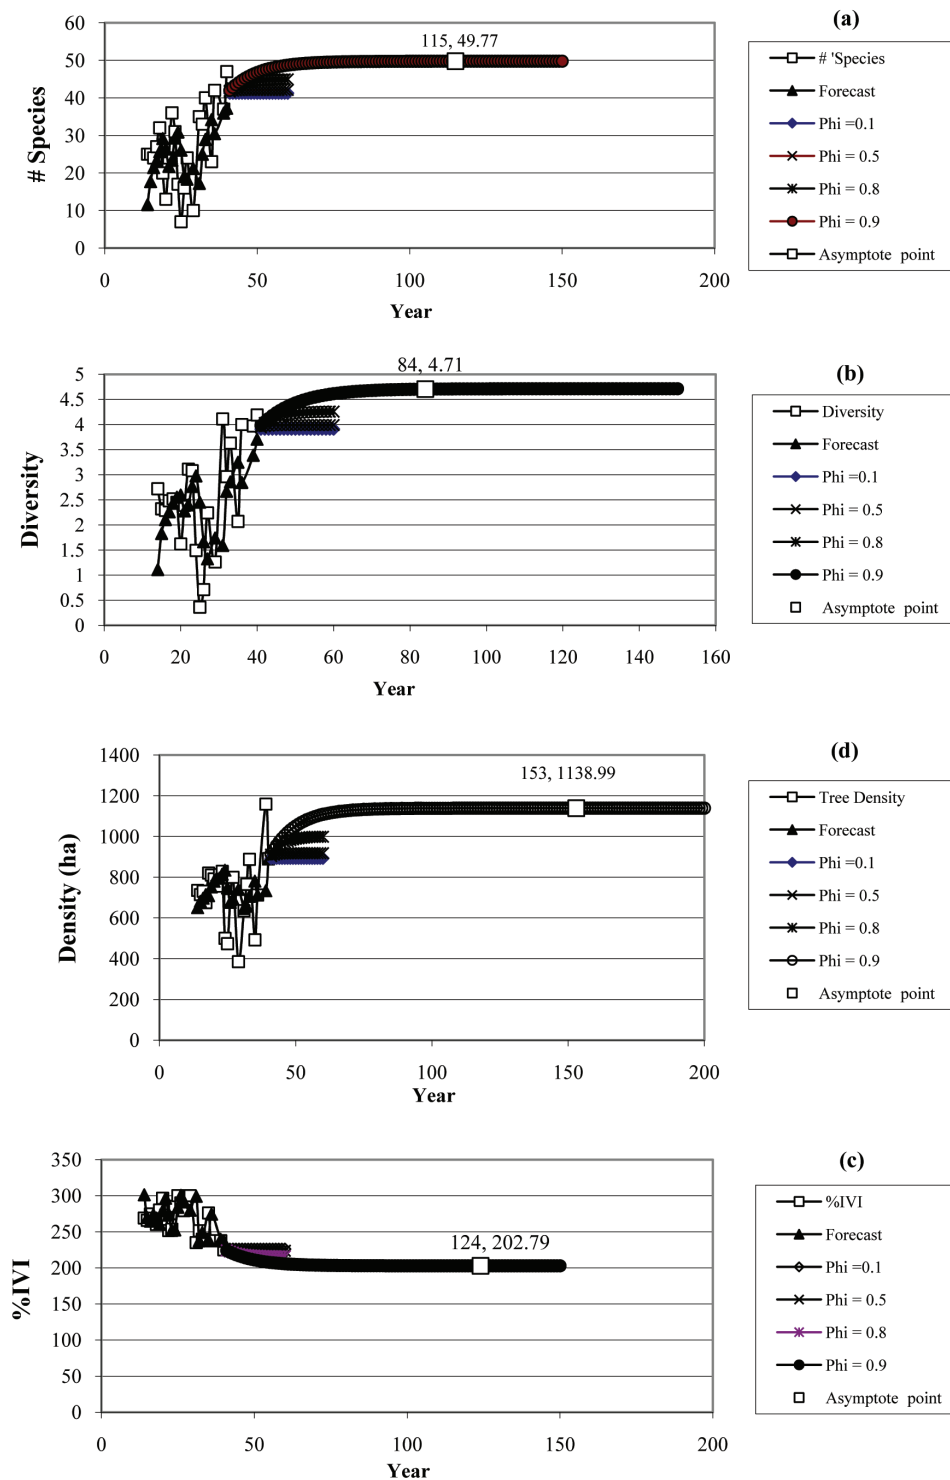 (a)
115, 49.77
60
50
40
30
20
10
0
# Species
0 50 100 150 200
Year
# 'Species
Forecast
Phi =0.1
Phi = 0.5
Phi = 0.8
Phi = 0.9
Asymptote point
(b)
84, 4.71
5
4.5
4
3.5
3
2.5
2
1.5
1
0.5
0
Diversity
0 20 40 60 80 100 120 140 160
Year
Diversity
Forecast
Phi =0.1
Phi = 0.5
Phi = 0.8
Phi = 0.9
Asymptote point
(d)
153, 1138.99
1400
1200
1000
800
600
400
200
0
Density (ha)
0 50 100 150 200
Year
Tree Density
Forecast
Phi =0.1
Phi = 0.5
Phi = 0.8
Phi = 0.9
Asymptote point
(c)
124, 202.79
350
300
250
200
150
100
50
0
%IVI
0 50 100 150 200
Year
%IVI
Forecast
Phi =0.1
Phi = 0.5
Phi = 0.8
Phi = 0.9
Asymptote point